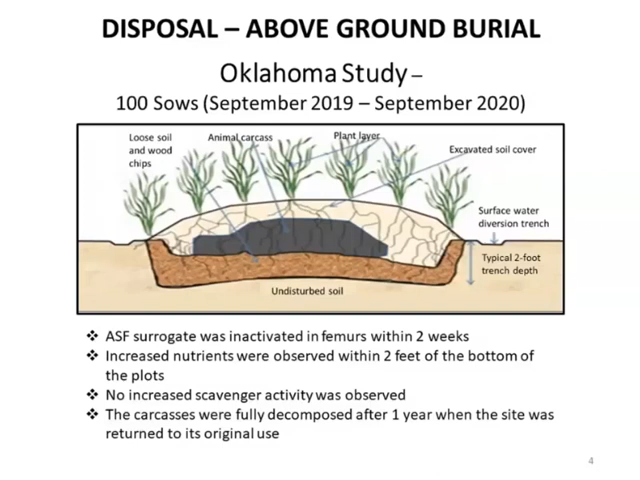 DISPOSAL – ABOVE GROUND BURIAL
Oklahoma Study –
100 Sows (September 2019 – September 2020)
Loose soil
and wood
chips
Animal carcass
Plant layer
Excavated soil cover
Surface water
diversion trench
Typical 2-foot
trench depth
Undisturbed soil
❖ ASF surrogate was inactivated in femurs within 2 weeks
❖ Increased nutrients were observed within 2 feet of the bottom of
the plots
❖ No increased scavenger activity was observed
❖ The carcasses were fully decomposed after 1 year when the site was
returned to its original use
4